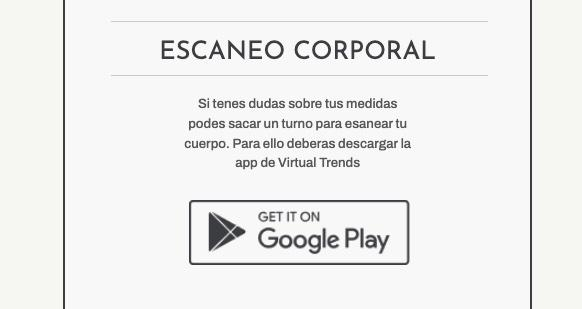 ESCANEO CORPORAL
Si tenes dudas sobre tus medidas
podes sacar un turno para esanear tu
cuerpo. Para ello deberas descargar la
app de Virtual Trends
GET IT ON
Google Play